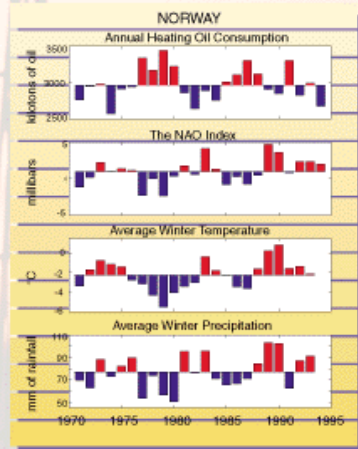 NORWAY
Annual Heating Oil Consumption
kilotons of oil
3500
3000
2500
The NAO Index
millibars
5
4
-5
Average Winter Temperature
°C
0
-2
-4
-6
Average Winter Precipitation
mm of rainfall
110
90
70
50
1970 1975 1980 1985 1990 1995